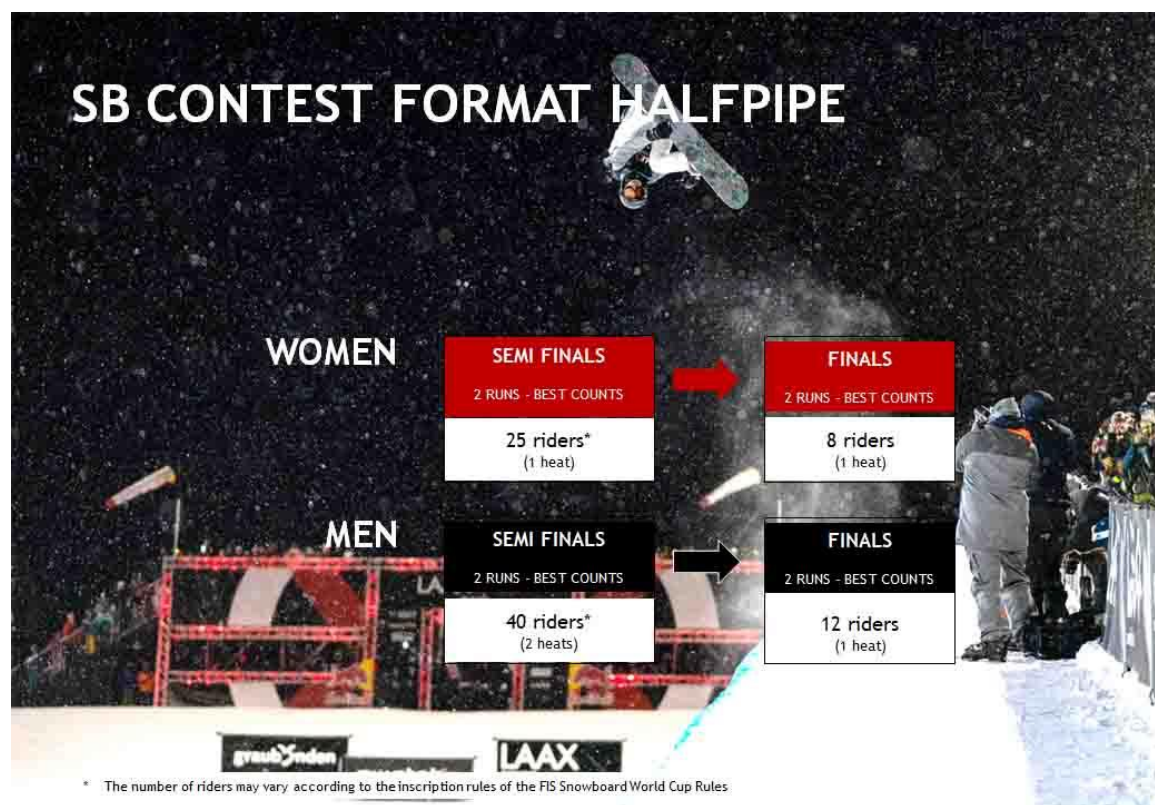 SB CONTEST FORMAT HALFPIPE
WOMEN
SEMI FINALS
2 RUNS - BEST COUNTS
25 riders*
(1 heat)
FINALS
2 RUNS - BEST COUNTS
8 riders
(1 heat)
MEN
SEMI FINALS
2 RUNS - BEST COUNTS
40 riders*
(2 heats)
FINALS
2 RUNS - BEST COUNTS
12 riders
(1 heat)
LA
graubünden
LAAX
* The number of riders may vary according to the inscription rules of the FIS Snowboard World Cup Rules